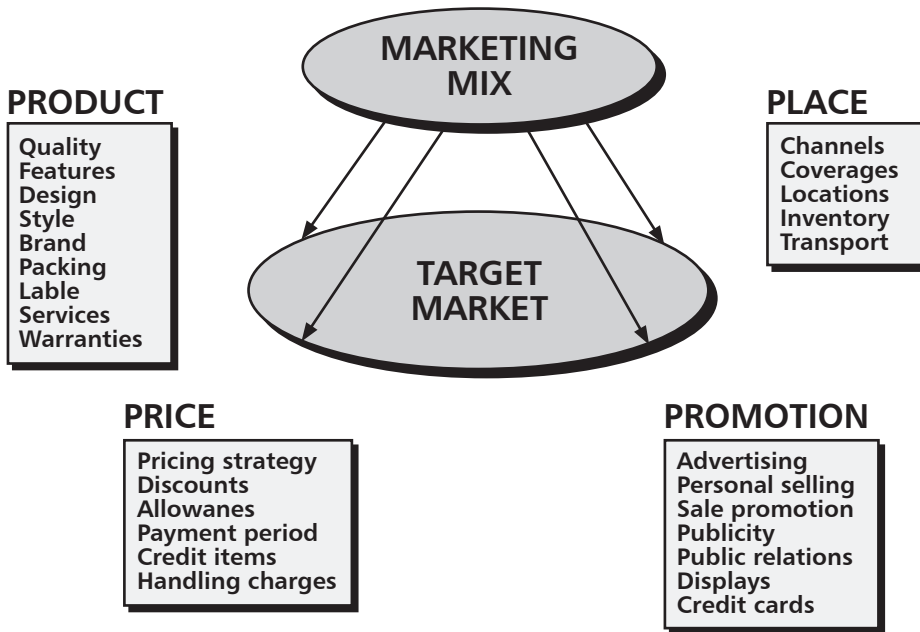 MARKETING
MIX
PRODUCT
Quality
Features
Design
Style
Brand
Packing
Lable
Services
Warranties
PLACE
Channels
Coverages
Locations
Inventory
Transport
TARGET
MARKET
PRICE
Pricing strategy
Discounts
Allowanes
Payment period
Credit items
Handling charges
PROMOTION
Advertising
Personal selling
Sale promotion
Publicity
Public relations
Displays
Credit cards